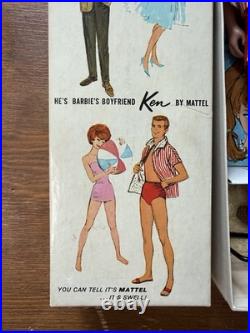 HE'S BARBIE'S BOYFRIEND Ken BY MATTEL
YOU CAN TELL IT'S MATTEL
...IT'S SWELL!